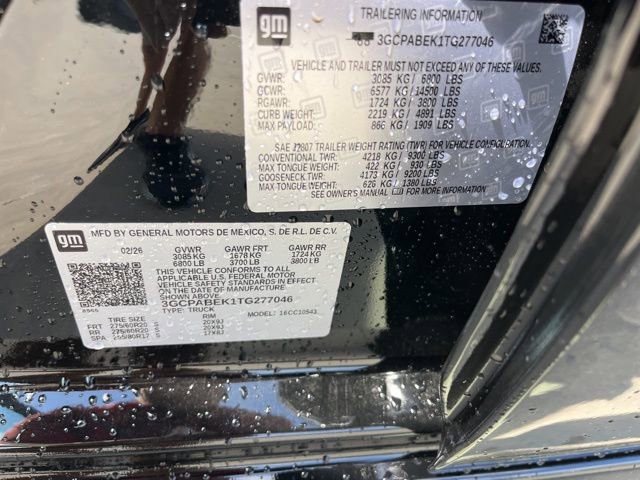 gm
TRAILERING INFORMATION
3GCPABEK1TG277046
VEHICLE AND TRAILER MUST NOT EXCEED ANY OF THESE VALUES.
GVWR: 3085 KG / 6800 LBS
GCWR: 6577 KG / 14500 LBS
RGAWR: 1724 KG / 3800 LBS
CURB WEIGHT: 2219 KG / 4891 LBS
MAX PAYLOAD: 866 KG / 1909 LBS
SAE J2807 TRAILER WEIGHT RATING (TWR) FOR VEHICLE CONFIGURATION.
CONVENTIONAL TWR: 4218 KG / 9300 LBS
MAX TONGUE WEIGHT: 422 KG / 930 LBS
GOOSENECK TWR: 4173 KG / 9200 LBS
MAX TONGUE WEIGHT: 626 KG / 1380 LBS
SEE OWNER'S MANUAL FOR MORE INFORMATION
gm
MFD BY GENERAL MOTORS DE MEXICO, S. DE R.L. DE C.V.
02/26 GVWR GAWR FRT GAWR RR
3085 KG 1678 KG 1724 KG
6800 LB 3700 LB 3800 LB
THIS VEHICLE CONFORMS TO ALL
APPLICABLE U.S. FEDERAL MOTOR
VEHICLE SAFETY STANDARDS IN EFFECT ON THE
DATE OF MANUFACTURE SHOWN ABOVE.
3GCPABEK1TG277046
TYPE: TRUCK MODEL: 16CC10543
TIRE SIZE RIM
FRT 275/60R20 S 20X9J
RR 275/60R20 S 20X9J
SPA 255/80R17 S 17X8J